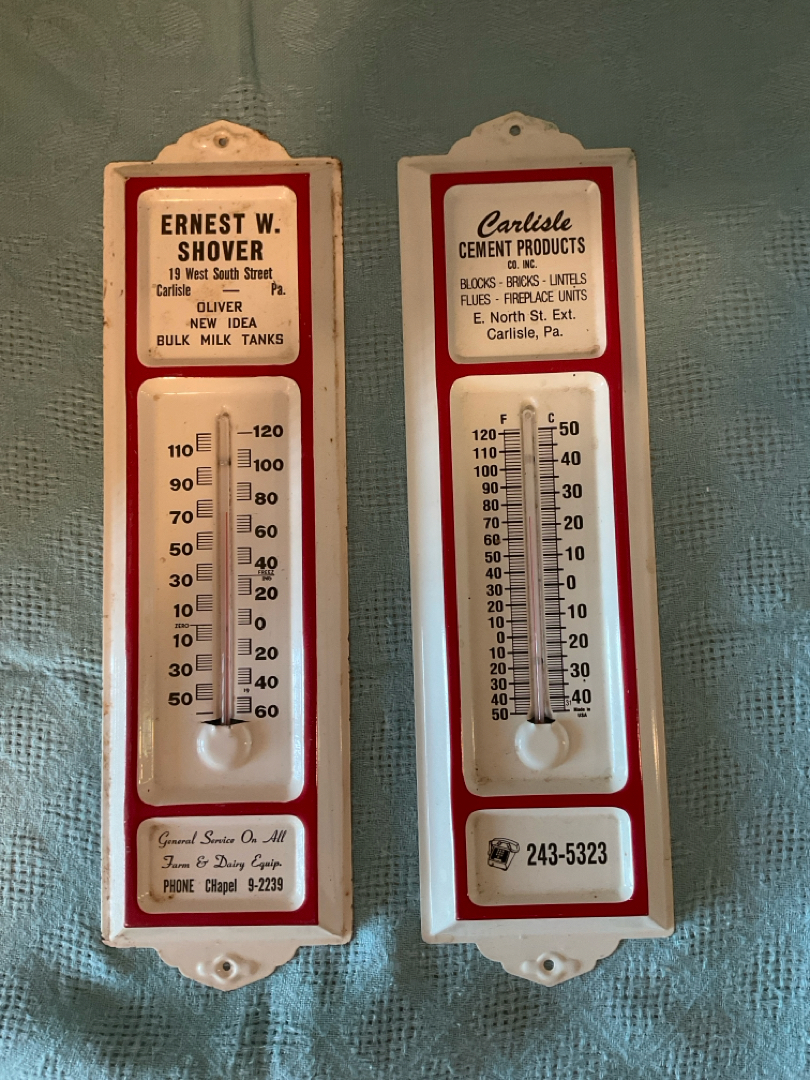 ERNEST W.
SHOVER
19 West South Street
Carlisle — Pa.
OLIVER
NEW IDEA
BULK MILK TANKS
120
110
100
90
80
70
60
50
40
FREEZ
ING
30
20
10
ZERO
0
10
20
30
40
50
60
General Service On All
Farm & Dairy Equip.
PHONE CHapel 9-2239
Carlisle
CEMENT PRODUCTS
CO. INC.
BLOCKS - BRICKS - LINTELS
FLUES - FIREPLACE UNITS
E. North St. Ext.
Carlisle, Pa.
F C
120 50
110
100 40
90 30
80
70 20
60
50 10
40
30 0
20
10 10
0
10 20
20
30 30
40 40
50
Made in
USA
243-5323